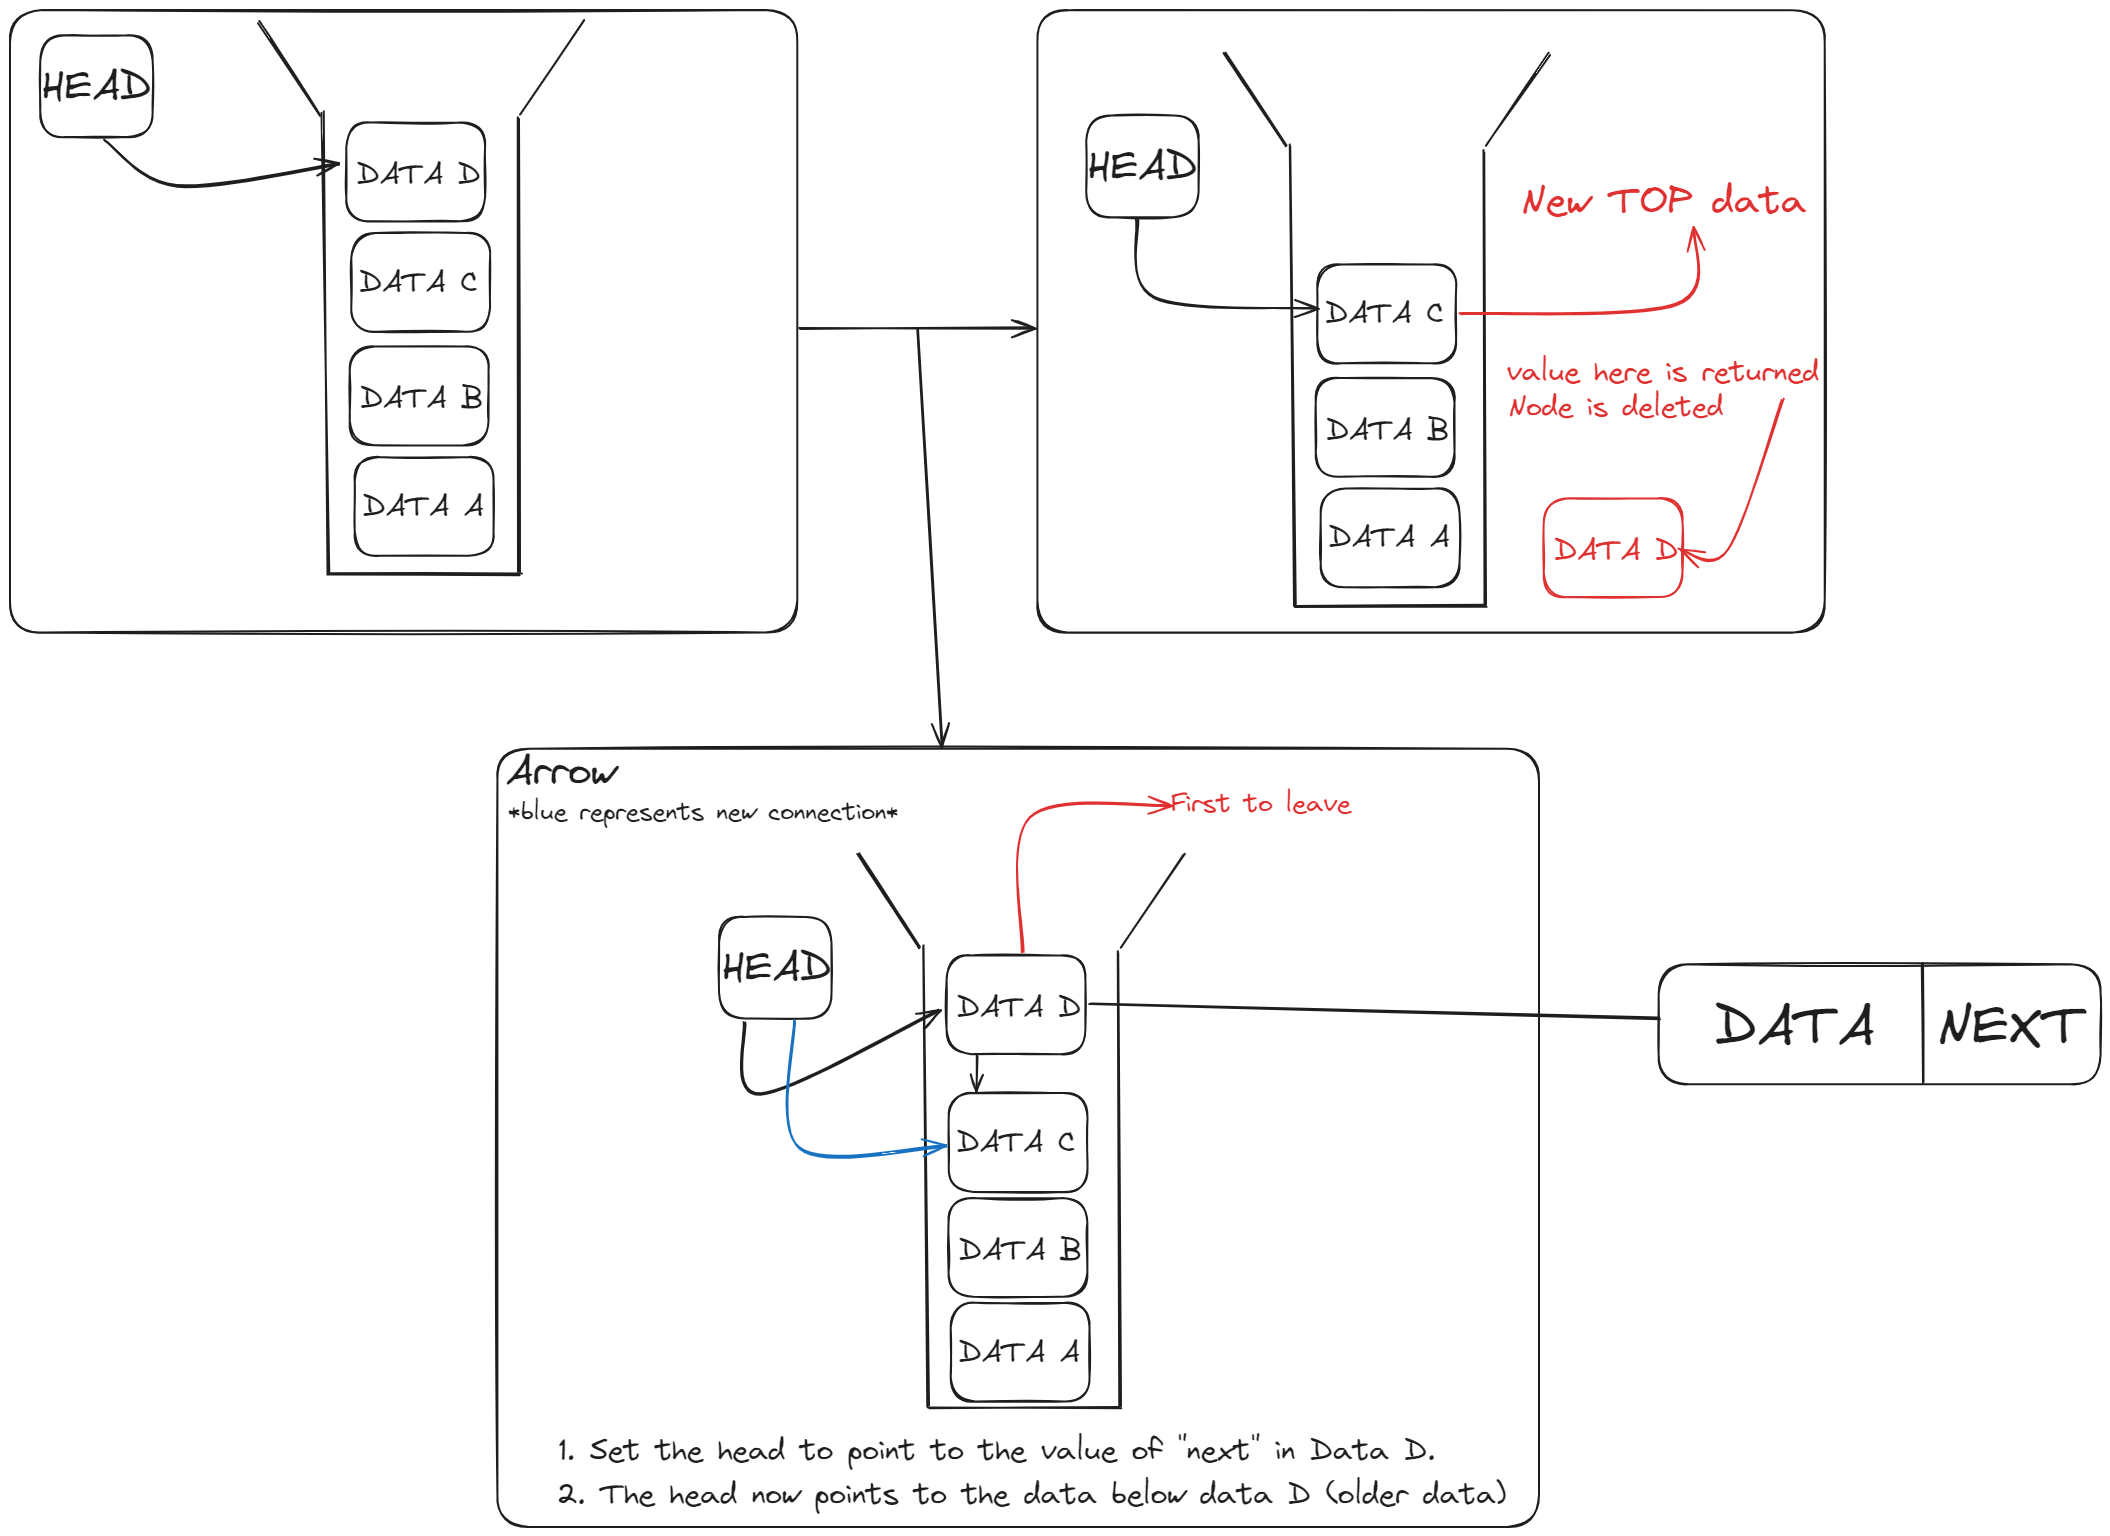 HEAD
DATA D
DATA C
DATA B
DATA A
HEAD
New TOP data
DATA C
value here is returned
Node is deleted
DATA B
DATA A
DATA D
Arrow
*blue represents new connection*
First to leave
HEAD
DATA D
DATA NEXT
DATA C
DATA B
DATA A
1. Set the head to point to the value of "next" in Data D.
2. The head now points to the data below data D (older data)